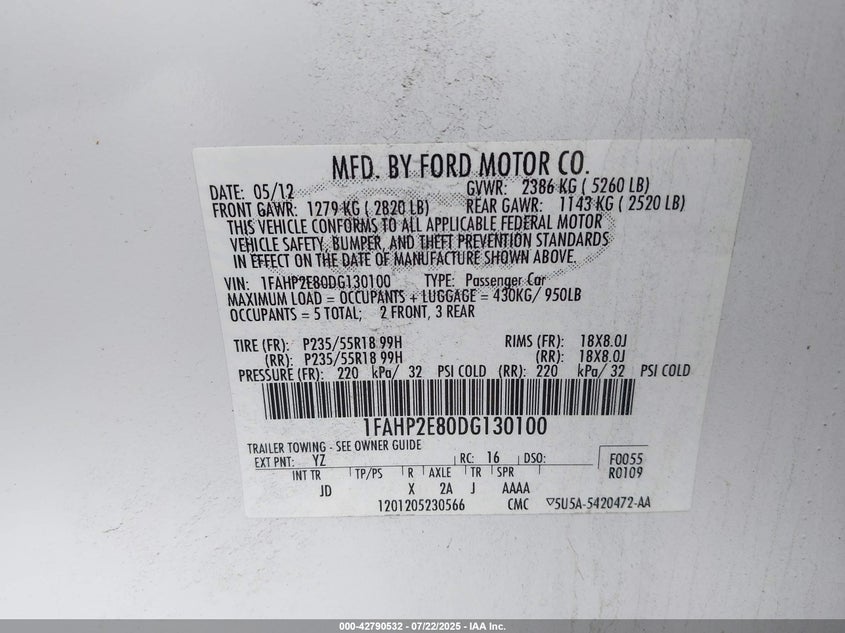 MFD. BY FORD MOTOR CO.
DATE: 05/12 GVWR: 2386 KG ( 5260 LB)
FRONT GAWR: 1279 KG ( 2820 LB) REAR GAWR: 1143 KG ( 2520 LB)
THIS VEHICLE CONFORMS TO ALL APPLICABLE FEDERAL MOTOR
VEHICLE SAFETY, BUMPER, AND THEFT PREVENTION STANDARDS
IN EFFECT ON THE DATE OF MANUFACTURE SHOWN ABOVE.
VIN: 1FAHP2E80DG130100 TYPE: Passenger Car
MAXIMUM LOAD = OCCUPANTS + LUGGAGE = 430KG/ 950LB
OCCUPANTS = 5 TOTAL; 2 FRONT, 3 REAR
TIRE (FR): P235/55R18 99H RIMS (FR): 18X8.0J
(RR): P235/55R18 99H (RR): 18X8.0J
PRESSURE (FR): 220 kPa/ 32 PSI COLD (RR): 220 kPa/ 32 PSI COLD
1FAHP2E80DG130100
TRAILER TOWING - SEE OWNER GUIDE
EXT PNT: YZ RC: 16 DSO: F0055
INT TR TP/PS R AXLE TR SPR R0109
JD X 2A J AAAA
1201205230566 CMC ▽5U5A-5420472-AA
000-42790532 - 07/22/2025 - IAA Inc.